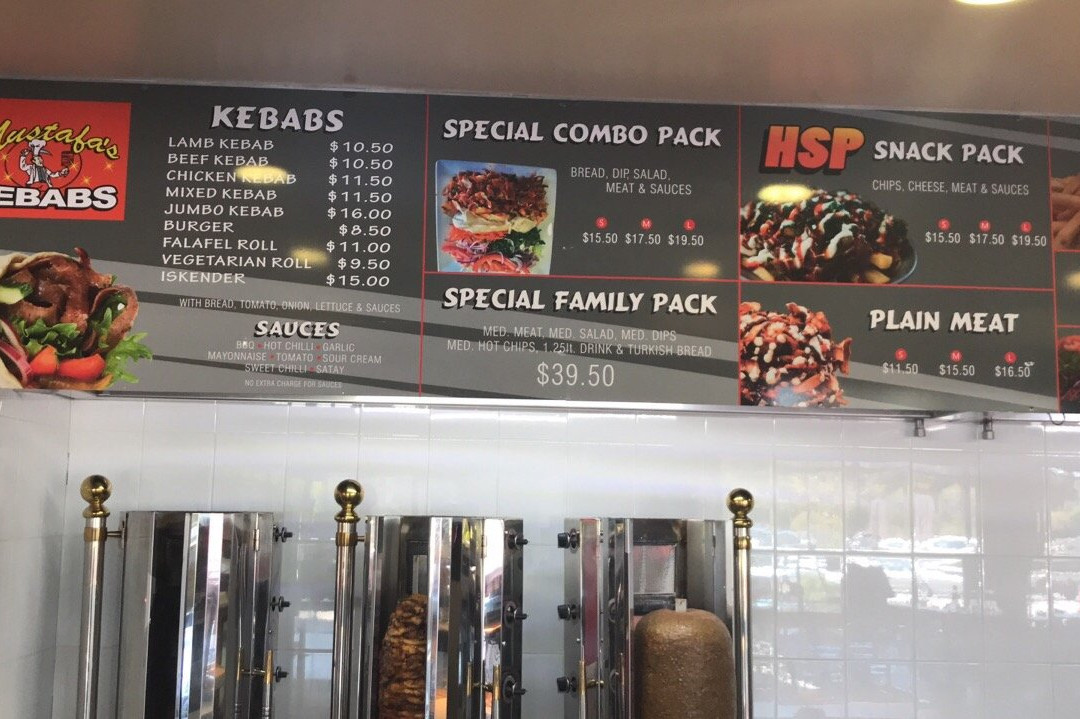 Mustafa's
KEBABS
KEBABS
LAMB KEBAB $10.50
BEEF KEBAB $10.50
CHICKEN KEBAB $11.50
MIXED KEBAB $11.50
JUMBO KEBAB $16.00
BURGER $8.50
FALAFEL ROLL $11.00
VEGETARIAN ROLL $9.50
ISKENDER $15.00
WITH BREAD, TOMATO, ONION, LETTUCE & SAUCES
SAUCES
BBQ • HOT CHILLI • GARLIC
MAYONNAISE • TOMATO • SOUR CREAM
SWEET CHILLI • SATAY
NO EXTRA CHARGE FOR SAUCES
SPECIAL COMBO PACK
BREAD, DIP, SALAD,
MEAT & SAUCES
S M L
$15.50 $17.50 $19.50
SPECIAL FAMILY PACK
MED. MEAT, MED. SALAD, MED. DIPS
MED. HOT CHIPS, 1.25lt. DRINK & TURKISH BREAD
$39.50
HSP SNACK PACK
CHIPS, CHEESE, MEAT & SAUCES
S M L
$15.50 $17.50 $19.50
PLAIN MEAT
S M L
$11.50 $15.50 $16.50